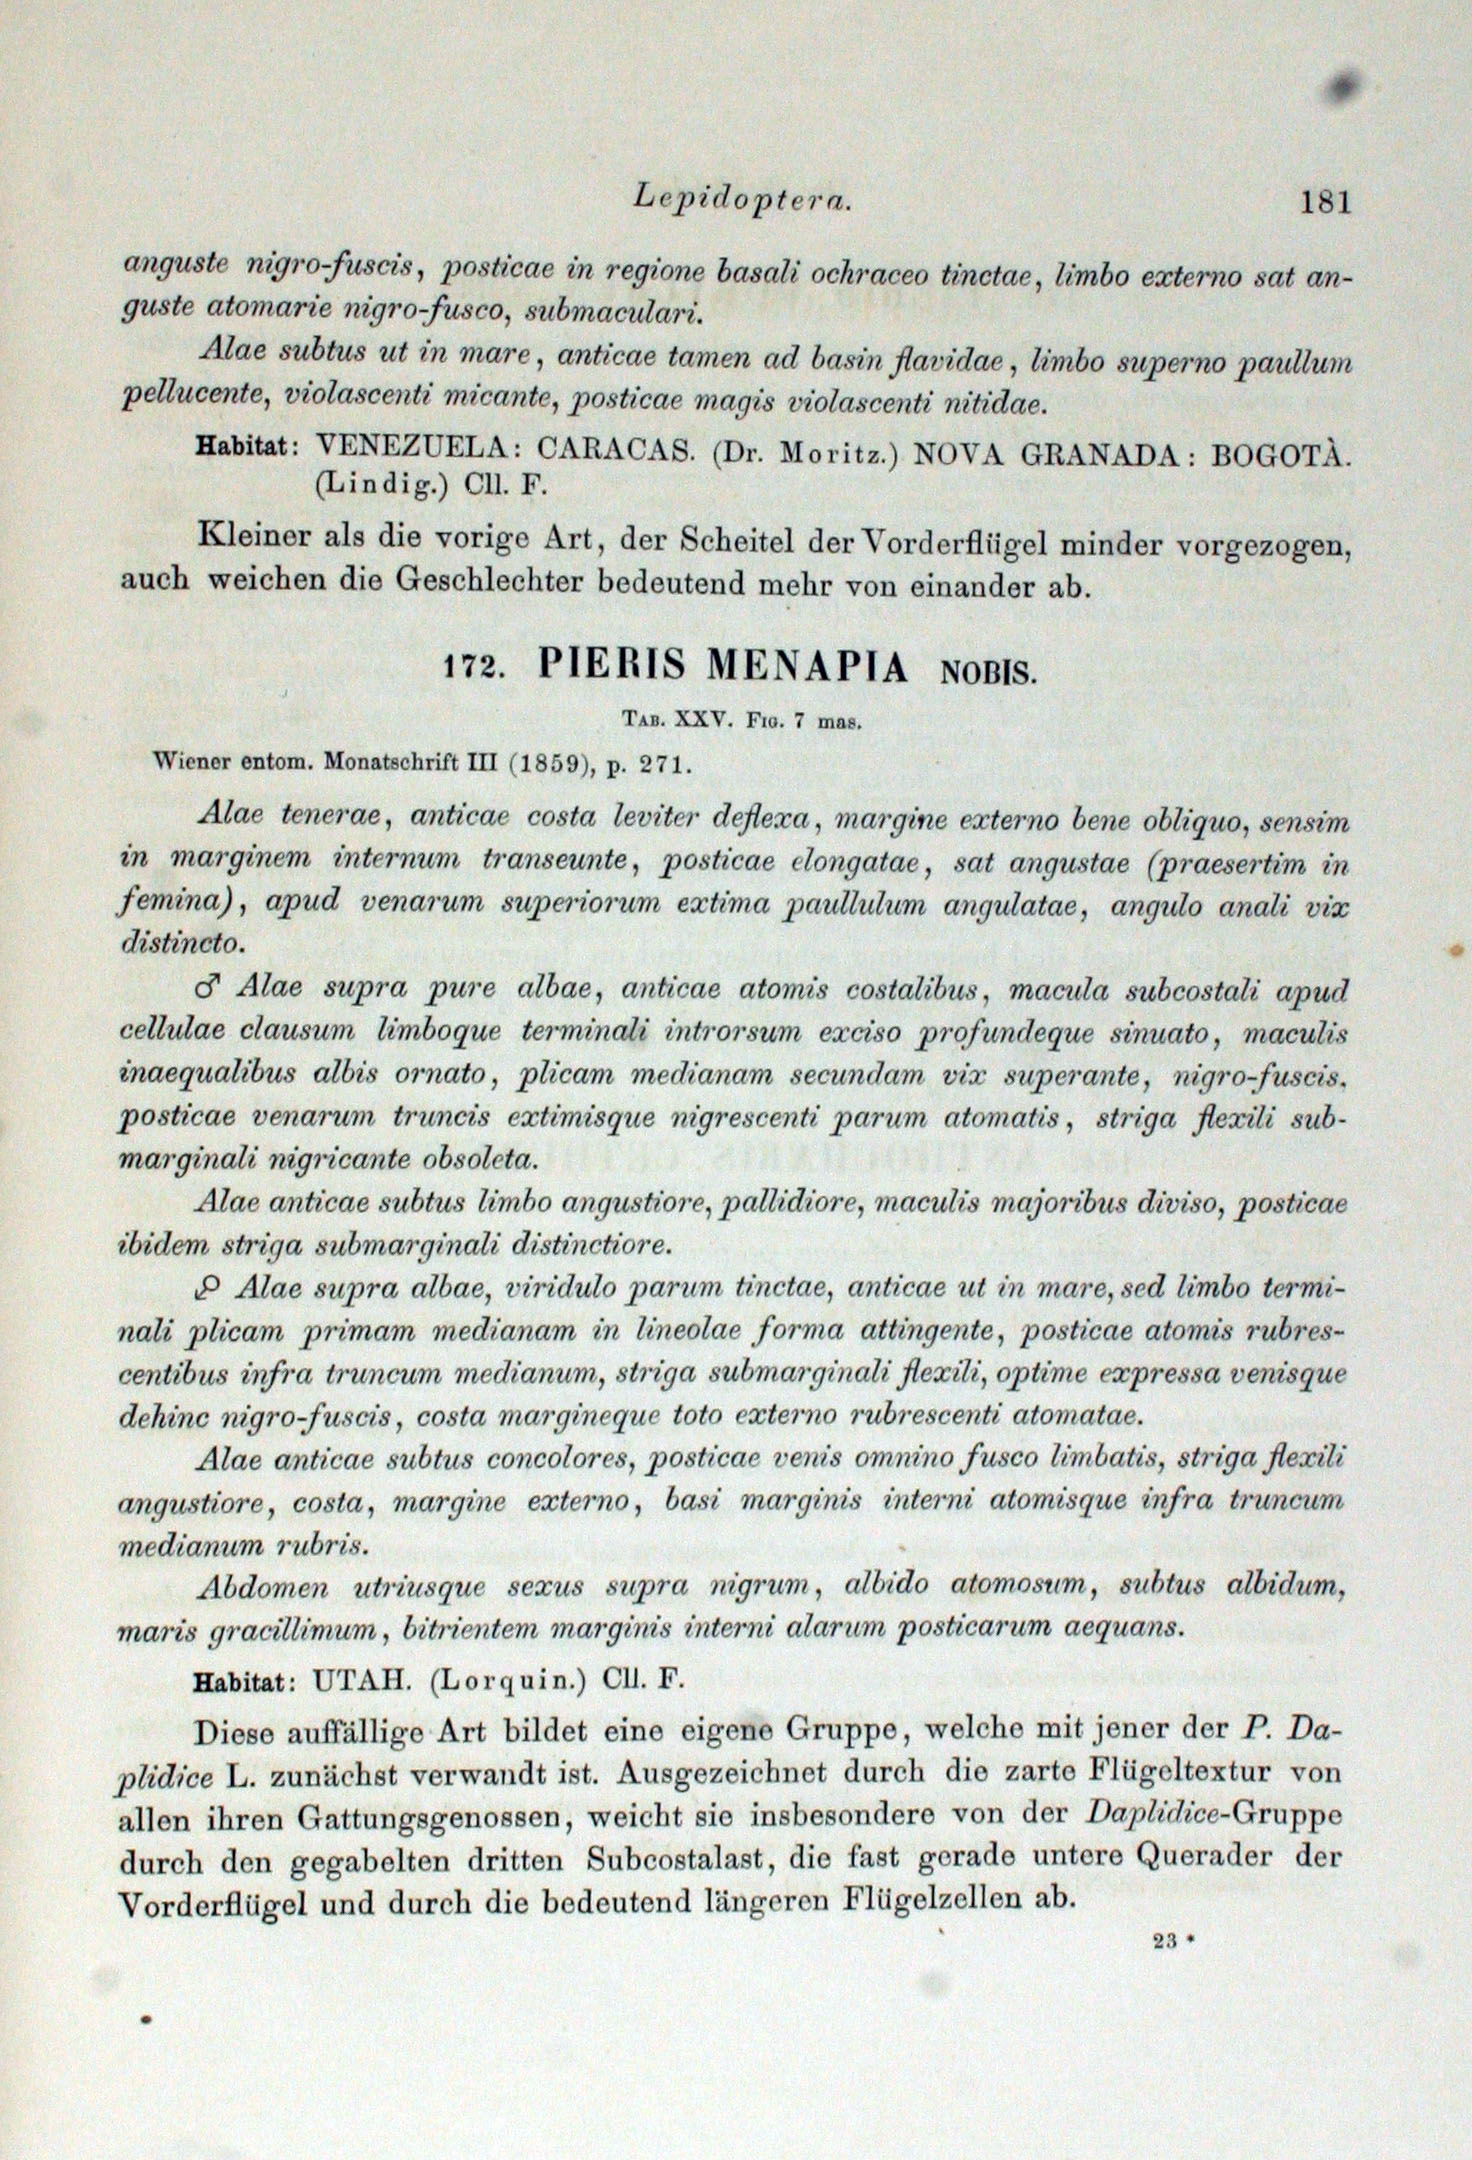 Lepidoptera. 181
anguste nigro-fuscis, posticae in regione basali ochraceo tinctae, limbo externo sat an-
guste atomarie nigro-fusco, submaculari.
Alae subtus ut in mare, anticae tamen ad basin flavidae, limbo superno paullum
pellucente, violascenti micante, posticae magis violascenti nitidae.
Habitat: VENEZUELA: CARACAS. (Dr. Moritz.) NOVA GRANADA: BOGOTÀ.
(Lindig.) Cll. F.
Kleiner als die vorige Art, der Scheitel der Vorderflügel minder vorgezogen,
auch weichen die Geschlechter bedeutend mehr von einander ab.
172. PIERIS MENAPIA NOBIS.
TAB. XXV. FIG. 7 mas.
Wiener entom. Monatschrift III (1859), p. 271.
Alae tenerae, anticae costa leviter deflexa, margine externo bene obliquo, sensim
in marginem internum transeunte, posticae elongatae, sat angustae (praesertim in
femina), apud venarum superiorum extima paullulum angulatae, angulo anali vix
distincto.
♂ Alae supra pure albae, anticae atomis costalibus, macula subcostali apud
cellulae clausum limboque terminali introrsum exciso profundeque sinuato, maculis
inaequalibus albis ornato, plicam medianam secundam vix superante, nigro-fuscis,
posticae venarum truncis extimisque nigrescenti parum atomatis, striga flexili sub-
marginali nigricante obsoleta.
Alae anticae subtus limbo angustiore, pallidiore, maculis majoribus diviso, posticae
ibidem striga submarginali distinctiore.
♀ Alae supra albae, viridulo parum tinctae, anticae ut in mare, sed limbo termi-
nali plicam primam medianam in lineolae forma attingente, posticae atomis rubres-
centibus infra truncum medianum, striga submarginali flexili, optime expressa venisque
dehinc nigro-fuscis, costa margineque toto externo rubrescenti atomatae.
Alae anticae subtus concolores, posticae venis omnino fusco limbatis, striga flexili
angustiore, costa, margine externo, basi marginis interni atomisque infra truncum
medianum rubris.
Abdomen utriusque sexus supra nigrum, albido atomosum, subtus albidum,
maris gracillimum, bitrientem marginis interni alarum posticarum aequans.
Habitat: UTAH. (Lorquin.) Cll. F.
Diese auffällige Art bildet eine eigene Gruppe, welche mit jener der P. Da-
plidice L. zunächst verwandt ist. Ausgezeichnet durch die zarte Flügeltextur von
allen ihren Gattungsgenossen, weicht sie insbesondere von der Daplidice-Gruppe
durch den gegabelten dritten Subcostalast, die fast gerade untere Querader der
Vorderflügel und durch die bedeutend längeren Flügelzellen ab.
23 *